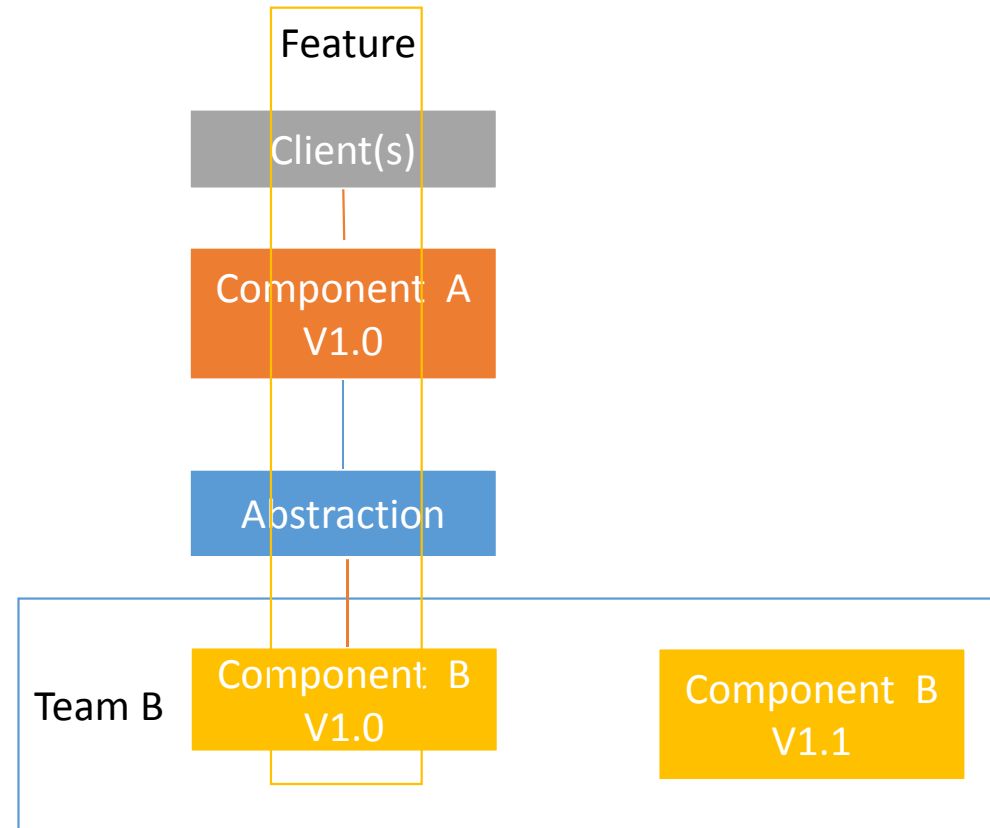 Feature
Client(s)
Component A
V1.0
Abstraction
Team B
Component B
V1.0
Component B
V1.1